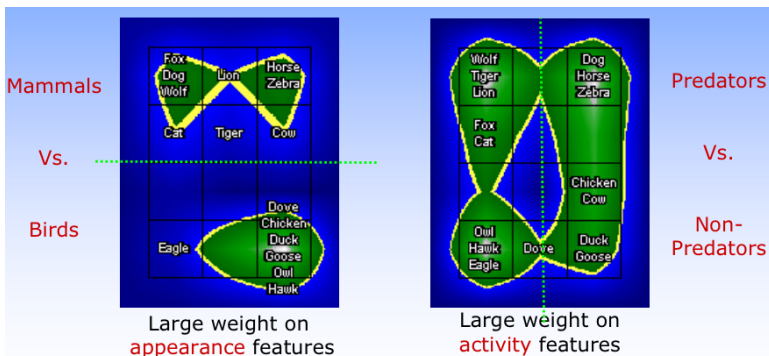 Mammals
Vs.
Birds
Fox
Dog
Wolf
Lion
Horse
Zebra
Cat
Tiger
Cow
Eagle
Dove
Chicken
Duck
Goose
Owl
Hawk
Large weight on
appearance features
Wolf
Tiger
Lion
Dog
Horse
Zebra
Fox
Cat
Chicken
Cow
Owl
Hawk
Eagle
Dove
Duck
Goose
Large weight on
activity features
Predators
Vs.
Non-
Predators